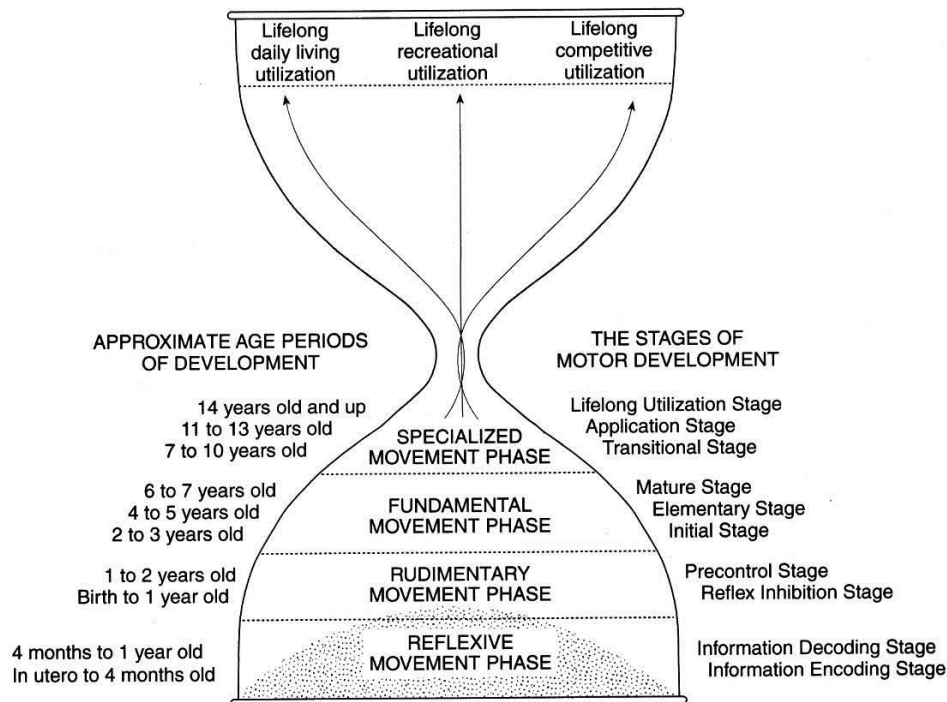 Lifelong
daily living
utilization
Lifelong
recreational
utilization
Lifelong
competitive
utilization
APPROXIMATE AGE PERIODS
OF DEVELOPMENT
THE STAGES OF
MOTOR DEVELOPMENT
14 years old and up
11 to 13 years old
7 to 10 years old
SPECIALIZED
MOVEMENT PHASE
Lifelong Utilization Stage
Application Stage
Transitional Stage
6 to 7 years old
4 to 5 years old
2 to 3 years old
FUNDAMENTAL
MOVEMENT PHASE
Mature Stage
Elementary Stage
Initial Stage
1 to 2 years old
Birth to 1 year old
RUDIMENTARY
MOVEMENT PHASE
Precontrol Stage
Reflex Inhibition Stage
4 months to 1 year old
In utero to 4 months old
REFLEXIVE
MOVEMENT PHASE
Information Decoding Stage
Information Encoding Stage